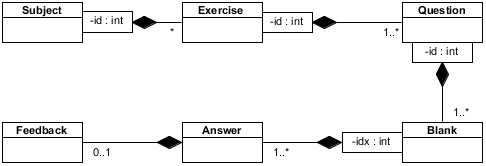 Subject
-id : int
*
Exercise
-id : int
1..*
Question
-id : int
1..*
Feedback
0..1
Answer
1..*
-idx : int
Blank